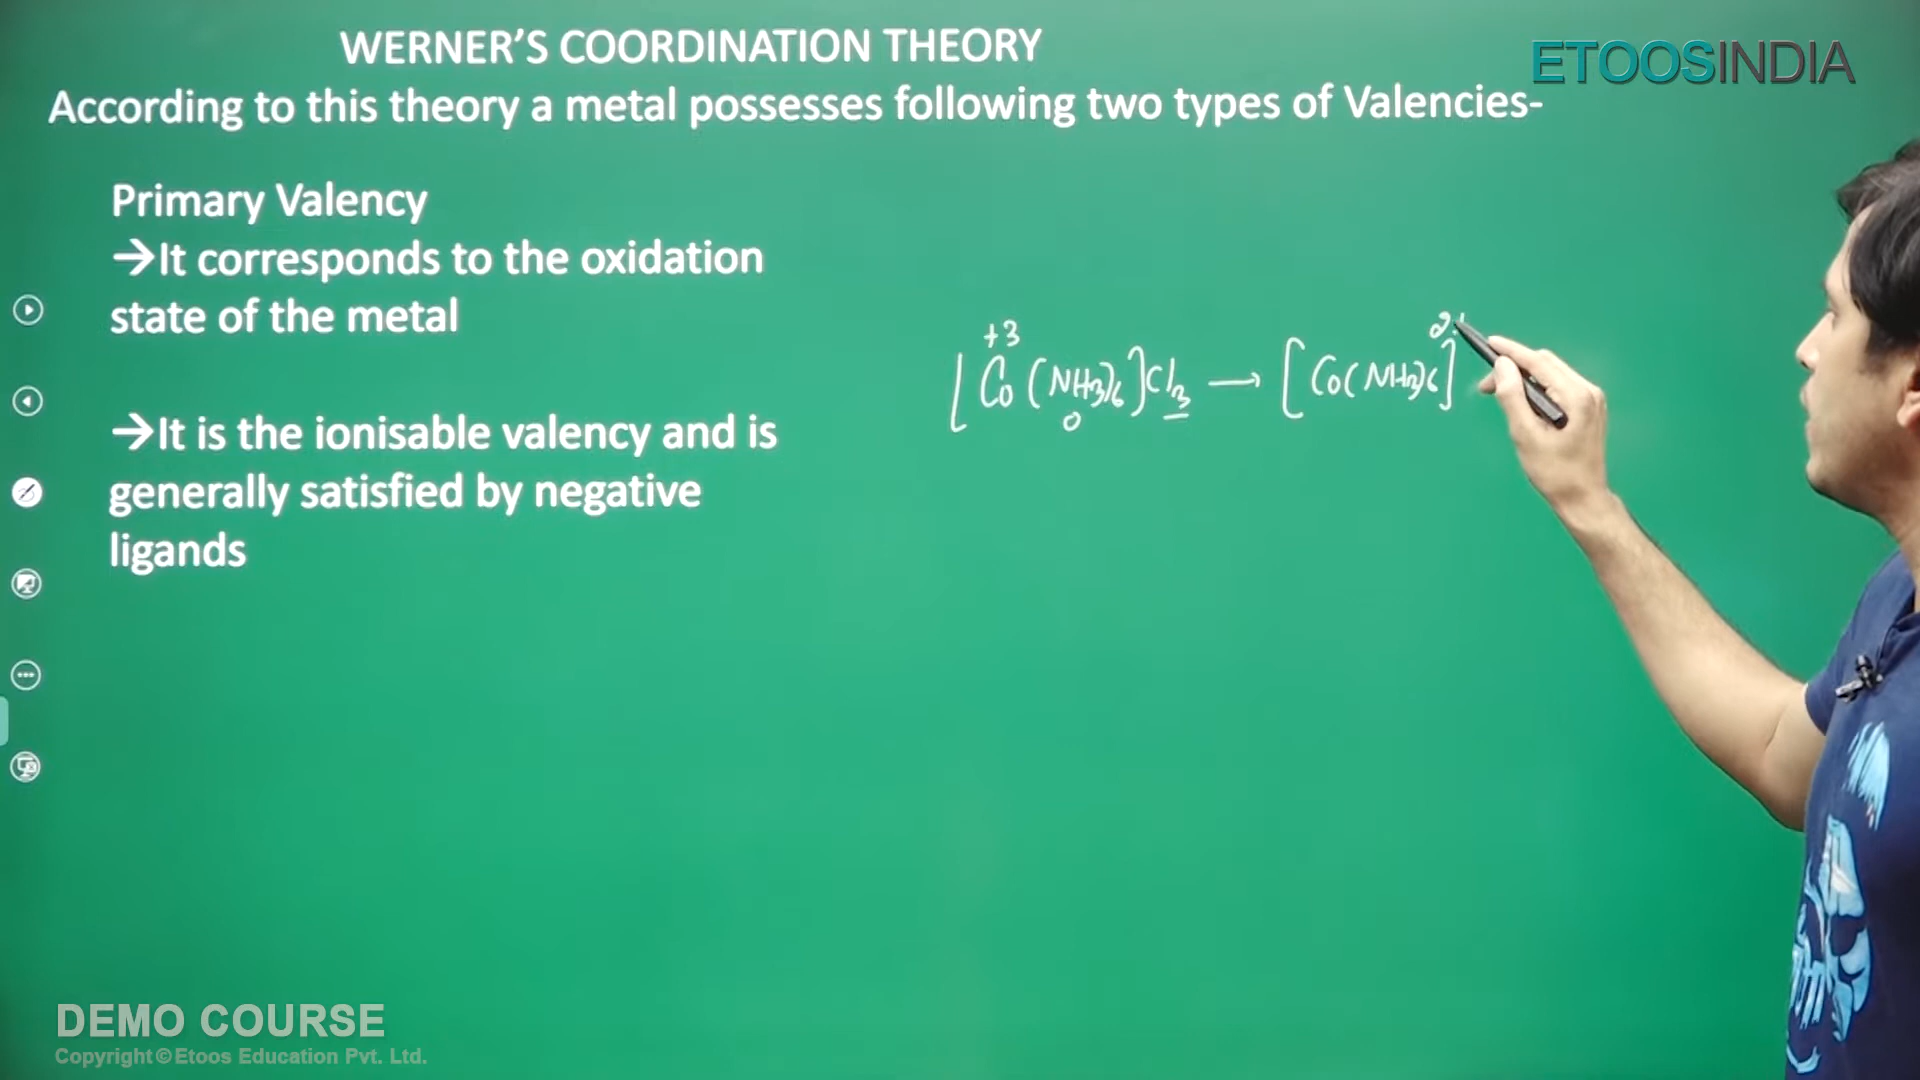 WERNER’S COORDINATION THEORY
ETOOSINDIA
According to this theory a metal possesses following two types of Valencies-
Primary Valency
→It corresponds to the oxidation
state of the metal
→It is the ionisable valency and is
generally satisfied by negative
ligands
+3
[Co(NH3)6]Cl3 → [Co(NH3)6]
0
DEMO COURSE
Copyright © Etoos Education Pvt. Ltd.